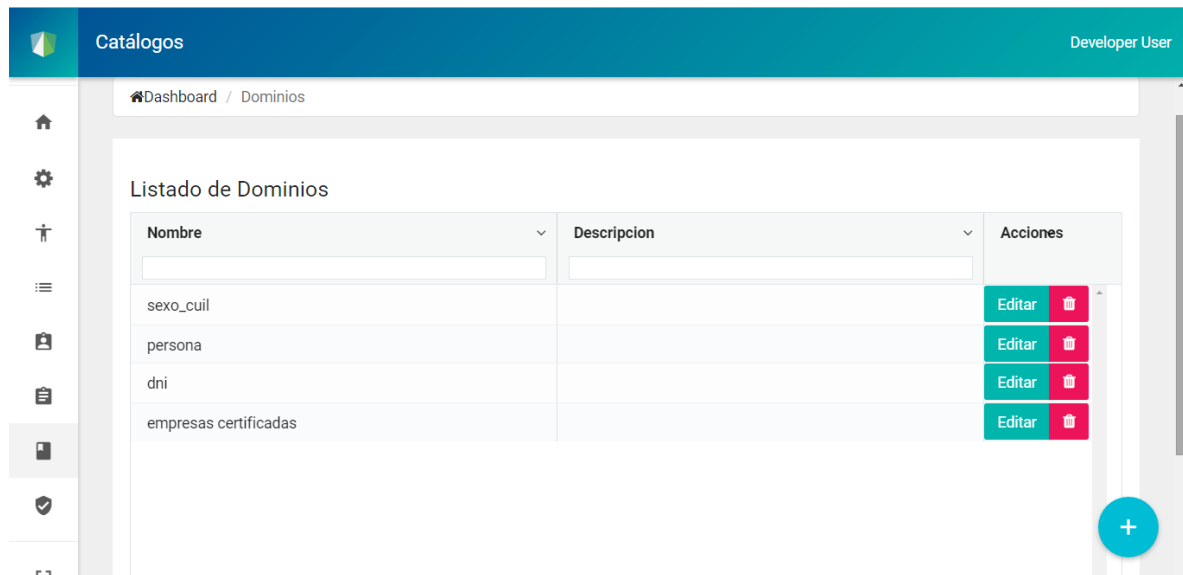 Catálogos Developer User
Dashboard / Dominios
Listado de Dominios
Nombre Descripcion Acciones
sexo_cuil Editar
persona Editar
dni Editar
empresas certificadas Editar
+